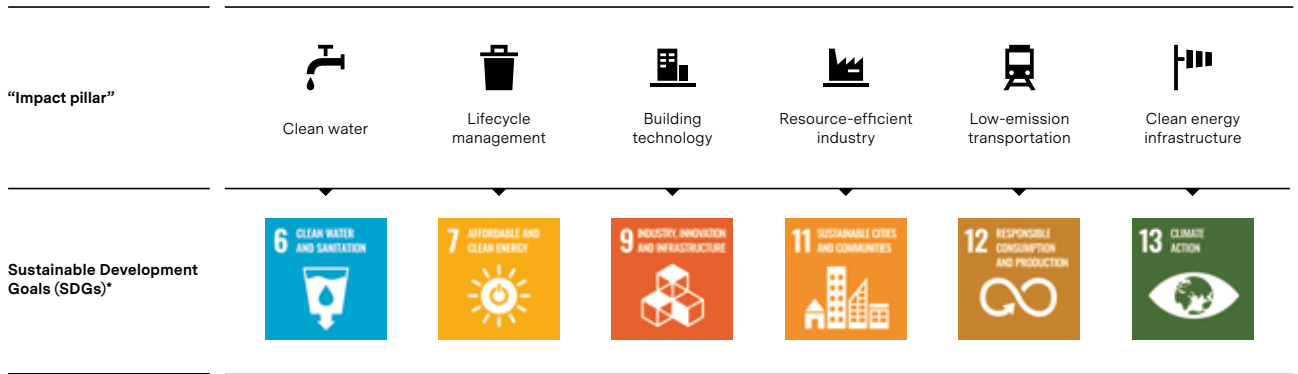 “Impact pillar”
Clean water
Lifecycle
management
Building
technology
Resource-efficient
industry
Low-emission
transportation
Clean energy
infrastructure
Sustainable Development
Goals (SDGs)*
6 CLEAN WATER
AND SANITATION
7 AFFORDABLE AND
CLEAN ENERGY
9 INDUSTRY, INNOVATION
AND INFRASTRUCTURE
11 SUSTAINABLE CITIES
AND COMMUNITIES
12 RESPONSIBLE
CONSUMPTION
AND PRODUCTION
13 CLIMATE
ACTION